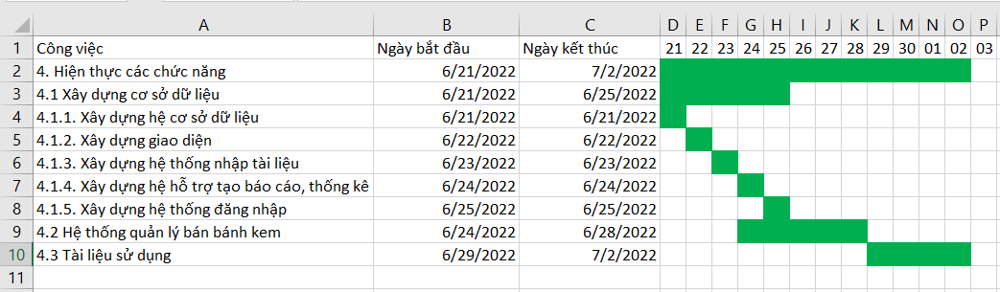 A B C D E F G H I J K L M N O P
1 Công việc Ngày bắt đầu Ngày kết thúc 21 22 23 24 25 26 27 28 29 30 01 02 03
2 4. Hiện thực các chức năng 6/21/2022 7/2/2022
3 4.1 Xây dựng cơ sở dữ liệu 6/21/2022 6/25/2022
4 4.1.1. Xây dựng hệ cơ sở dữ liệu 6/21/2022 6/21/2022
5 4.1.2. Xây dựng giao diện 6/22/2022 6/22/2022
6 4.1.3. Xây dựng hệ thống nhập tài liệu 6/23/2022 6/23/2022
7 4.1.4. Xây dựng hệ hỗ trợ tạo báo cáo, thống kê 6/24/2022 6/24/2022
8 4.1.5. Xây dựng hệ thống đăng nhập 6/25/2022 6/25/2022
9 4.2 Hệ thống quản lý bán bánh kem 6/24/2022 6/28/2022
10 4.3 Tài liệu sử dụng 6/29/2022 7/2/2022
11